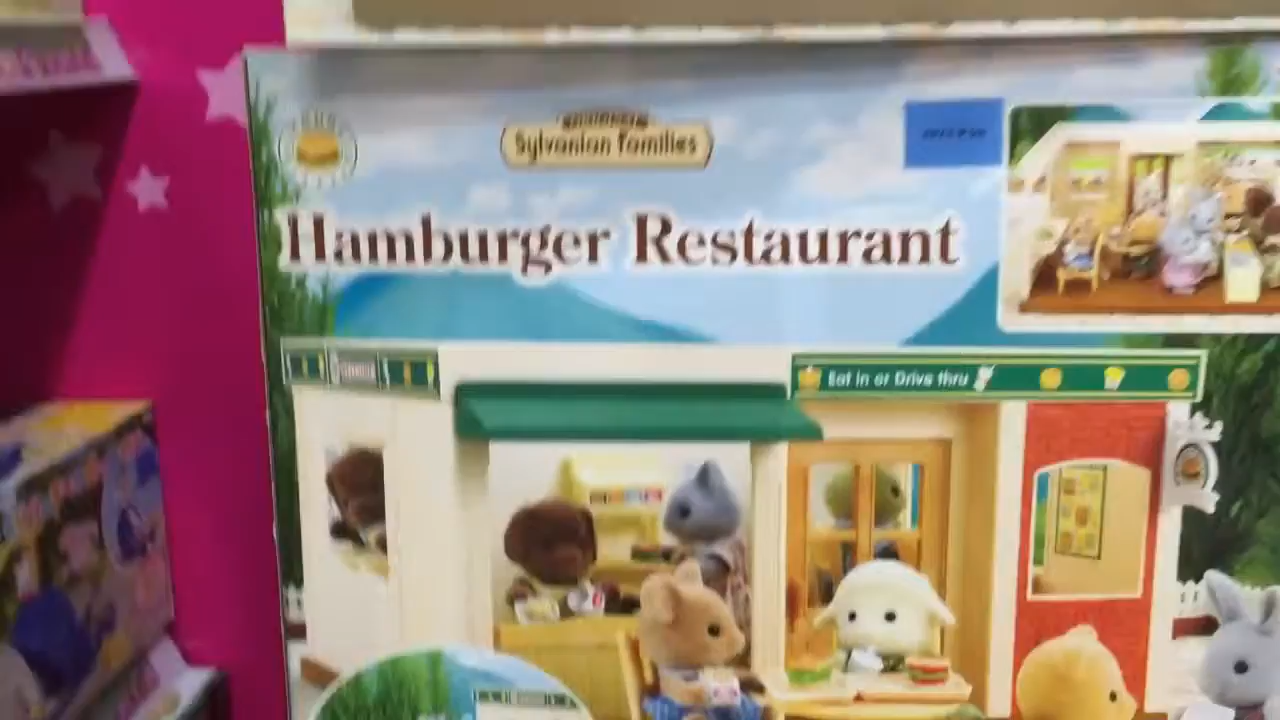 Sylvanian Families
Hamburger Restaurant
Eat in or Drive thru